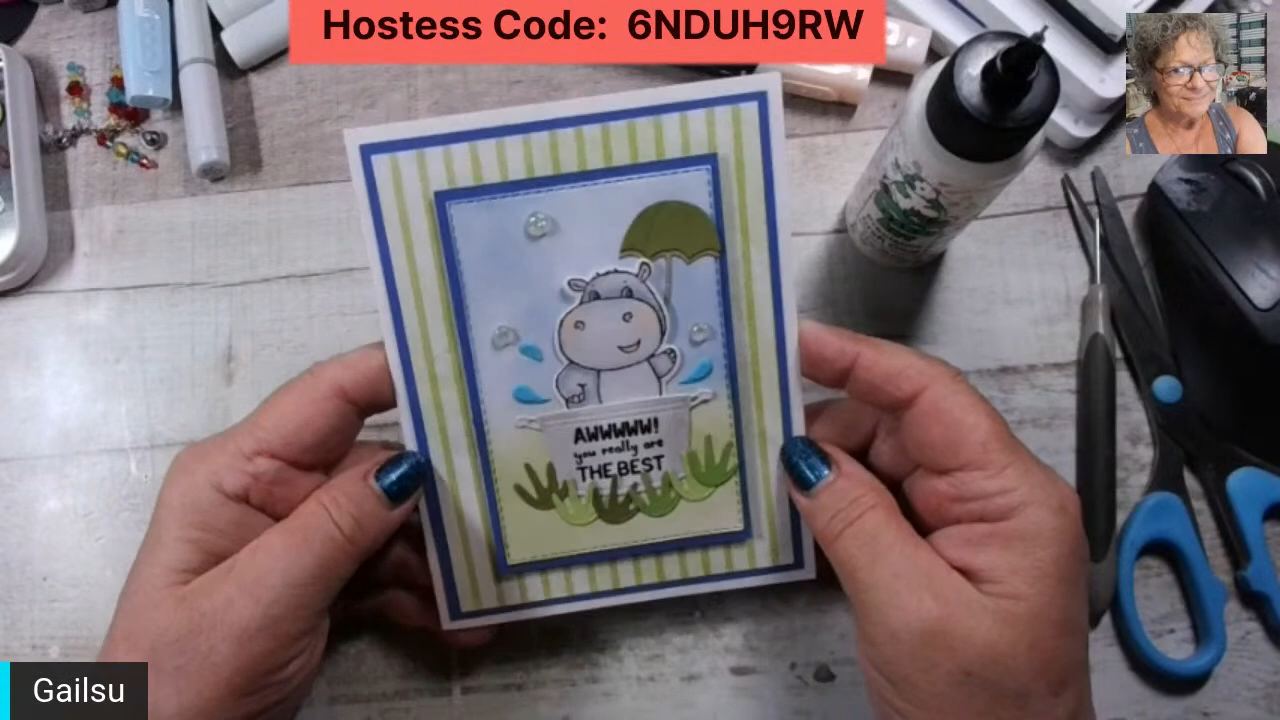 Hostess Code: 6NDUH9RW
AWWWWW!
you really are
THE BEST
Gailsu